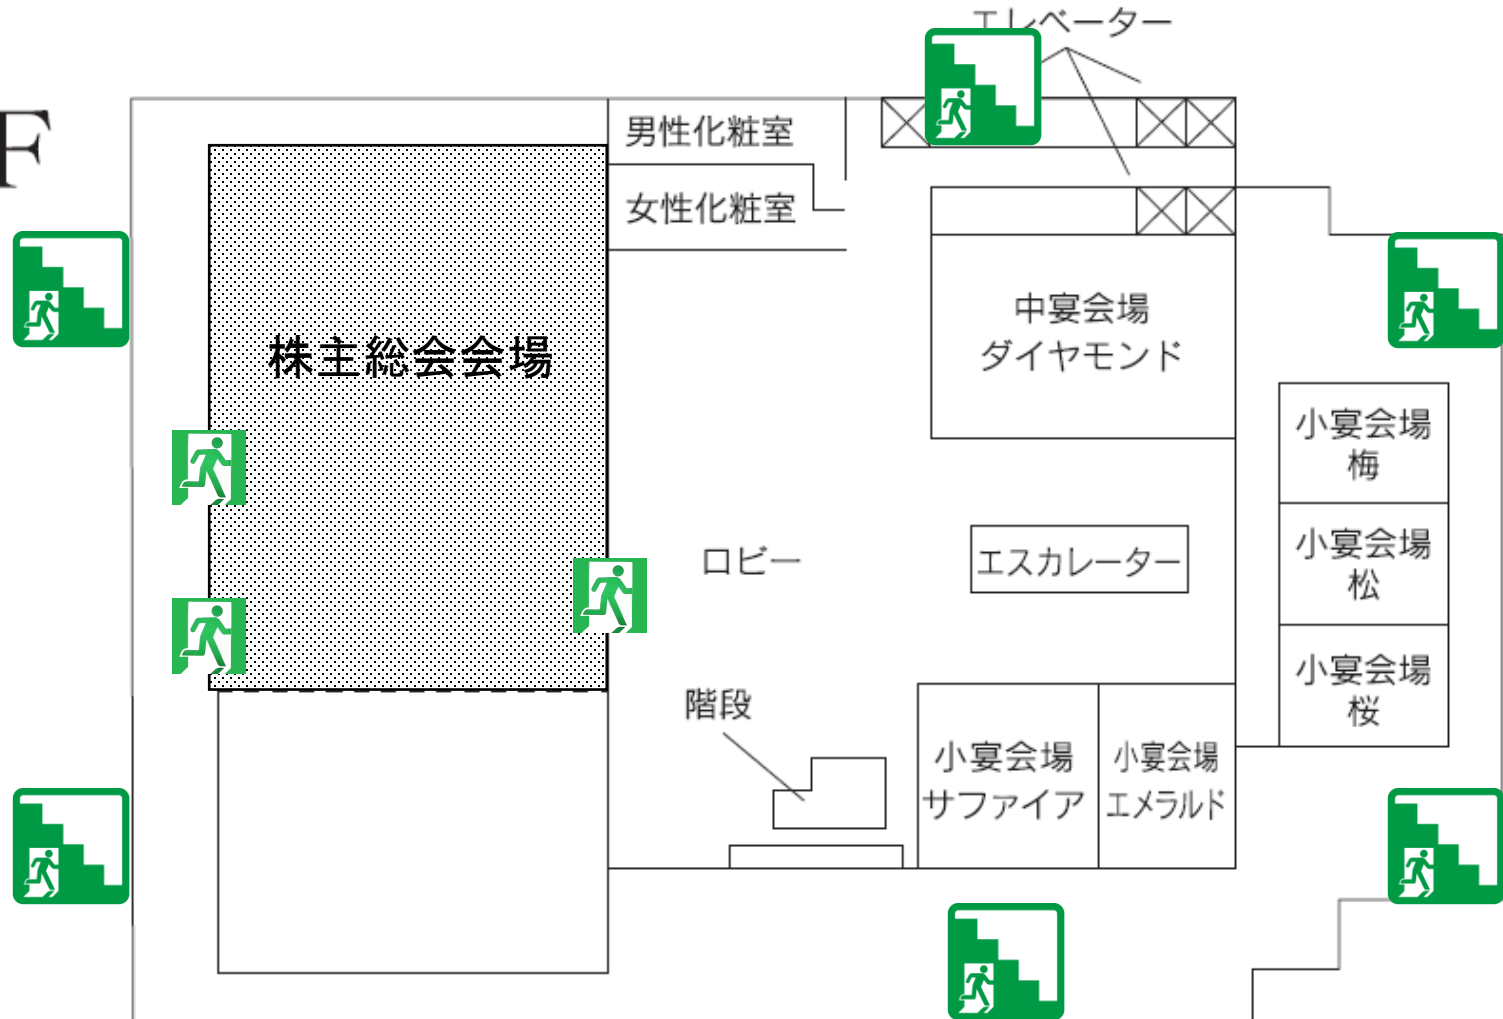 エレベーター
F
男性化粧室
女性化粧室
中宴会場
ダイヤモンド
株主総会会場
小宴会場
梅
小宴会場
松
ロビー
エスカレーター
小宴会場
桜
階段
小宴会場
サファイア
小宴会場
エメラルド